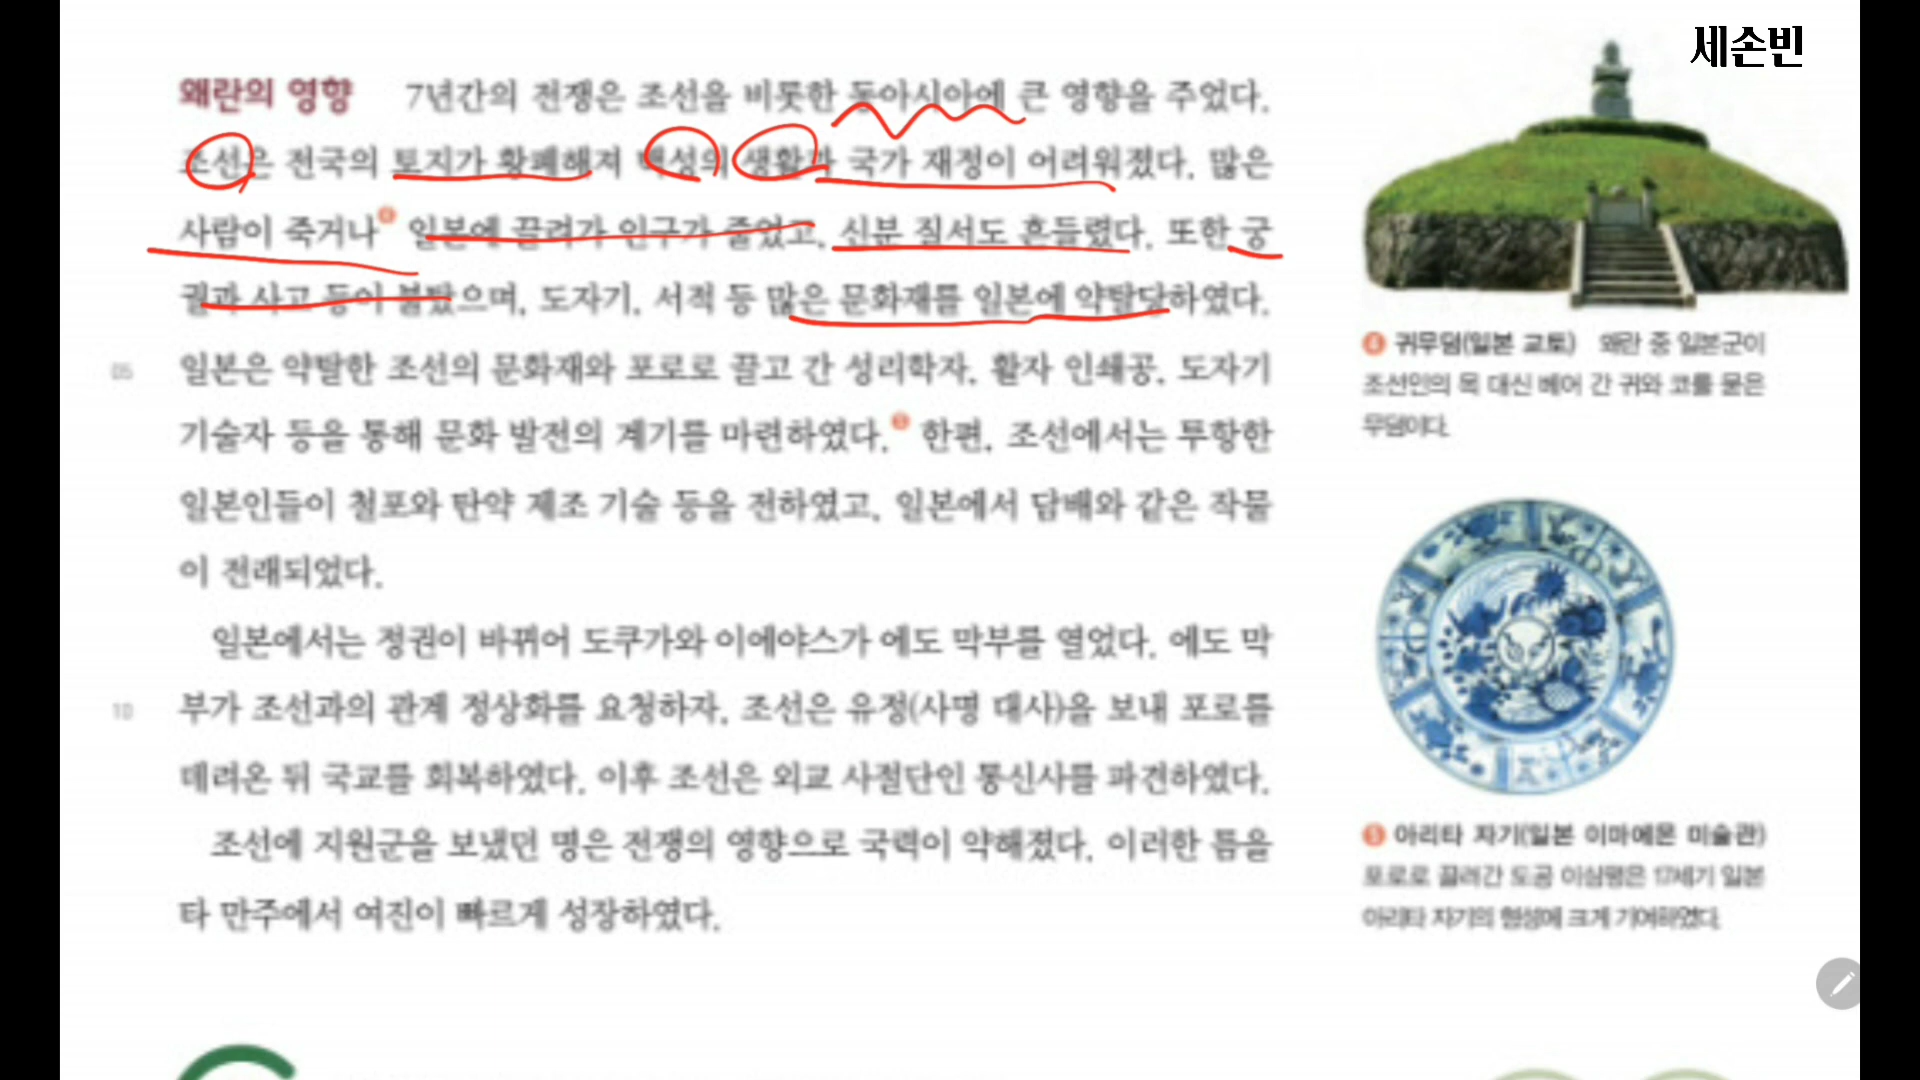 세손빈
왜란의 영향 7년간의 전쟁은 조선을 비롯한 동아시아에 큰 영향을 주었다.
조선은 전국의 토지가 황폐해져 백성의 생활과 국가 재정이 어려워졌다. 많은
사람이 죽거나 일본에 끌려가 인구가 줄었고, 신분 질서도 흔들렸다. 또한 궁
궐과 사고 등이 불탔으며, 도자기, 서적 등 많은 문화재를 일본에 약탈당하였다.
05 일본은 약탈한 조선의 문화재와 포로로 끌고 간 성리학자, 활자 인쇄공, 도자기
기술자 등을 통해 문화 발전의 계기를 마련하였다. 한편, 조선에서는 투항한
일본인들이 철포와 탄약 제조 기술 등을 전하였고, 일본에서 담배와 같은 작물
이 전래되었다.
일본에서는 정권이 바뀌어 도쿠가와 이에야스가 에도 막부를 열었다. 에도 막
10 부가 조선과의 관계 정상화를 요청하자, 조선은 유정(사명 대사)을 보내 포로를
데려온 뒤 국교를 회복하였다. 이후 조선은 외교 사절단인 통신사를 파견하였다.
조선에 지원군을 보냈던 명은 전쟁의 영향으로 국력이 약해졌다. 이러한 틈을
타 만주에서 여진이 빠르게 성장하였다.
귀무덤(일본 교토) 왜란 중 일본군이
조선인의 목 대신 베어 간 귀와 코를 묻은
무덤이다.
아리타 자기(일본 이마에몬 미술관)
포로로 끌려간 도공 이삼평은 17세기 일본
아리타 자기의 형성에 크게 기여하였다.